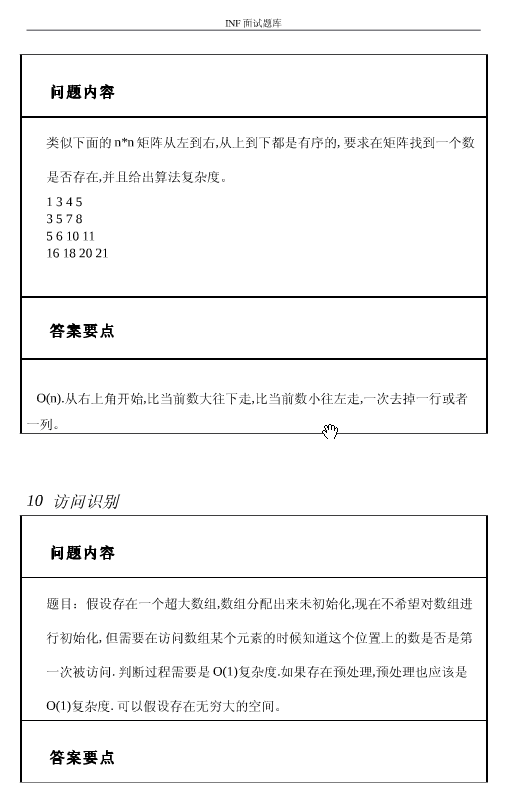 INF 面试题库
问题内容
类似下面的 n*n 矩阵从左到右,从上到下都是有序的, 要求在矩阵找到一个数
是否存在,并且给出算法复杂度。
1 3 4 5
3 5 7 8
5 6 10 11
16 18 20 21
答案要点
O(n).从右上角开始,比当前数大往下走,比当前数小往左走,一次去掉一行或者
一列。
10 访问识别
问题内容
题目：假设存在一个超大数组,数组分配出来未初始化,现在不希望对数组进
行初始化, 但需要在访问数组某个元素的时候知道这个位置上的数是否是第
一次被访问. 判断过程需要是 O(1)复杂度.如果存在预处理,预处理也应该是
O(1)复杂度. 可以假设存在无穷大的空间。
答案要点